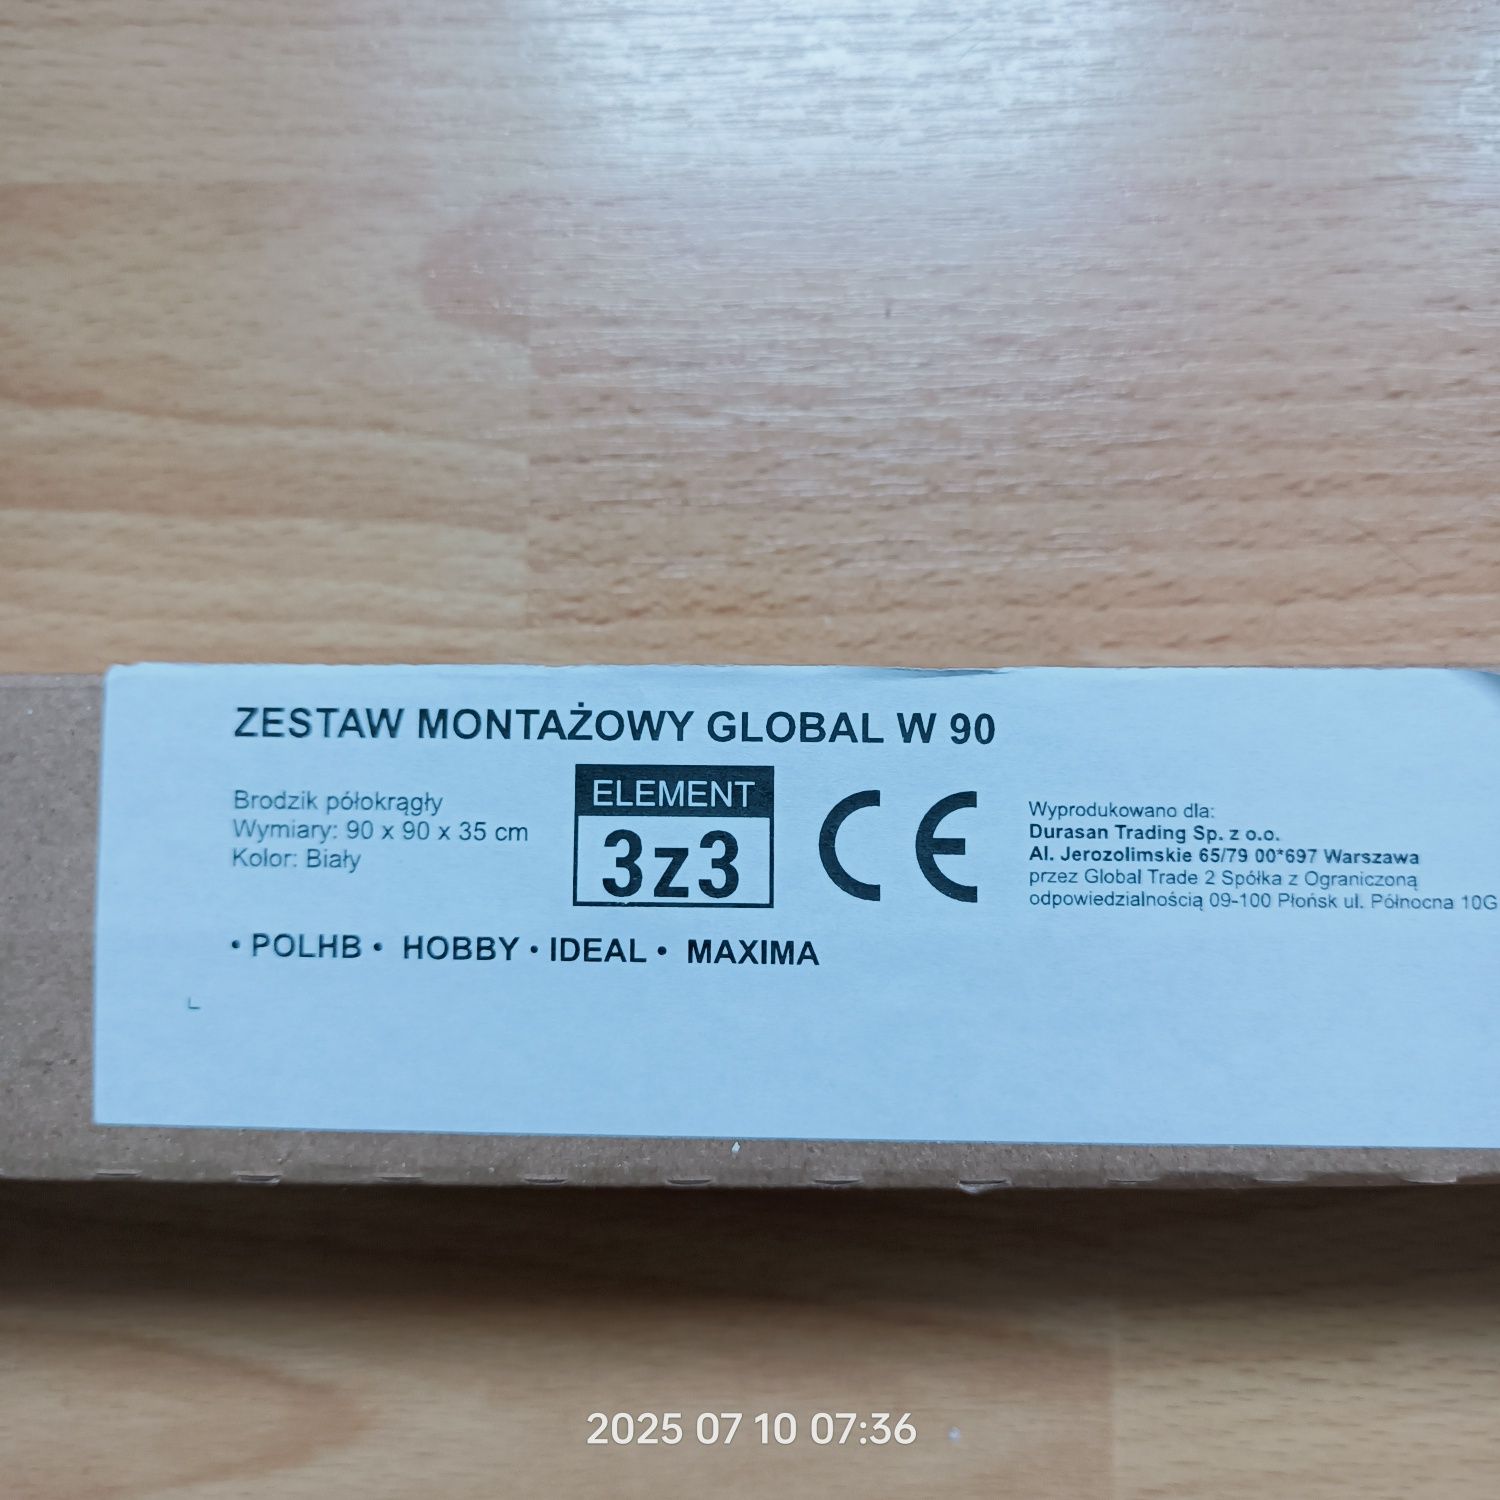 ZESTAW MONTAŻOWY GLOBAL W 90
Brodzik półokrągły
Wymiary: 90 x 90 x 35 cm
Kolor: Biały
ELEMENT
3z3
CE
Wyprodukowano dla:
Durasan Trading Sp. z o.o.
Al. Jerozolimskie 65/79 00*697 Warszawa
przez Global Trade 2 Spółka z Ograniczoną
odpowiedzialnością 09-100 Płońsk ul. Północna 10G
• POLHB • HOBBY • IDEAL • MAXIMA
2025 07 10 07:36